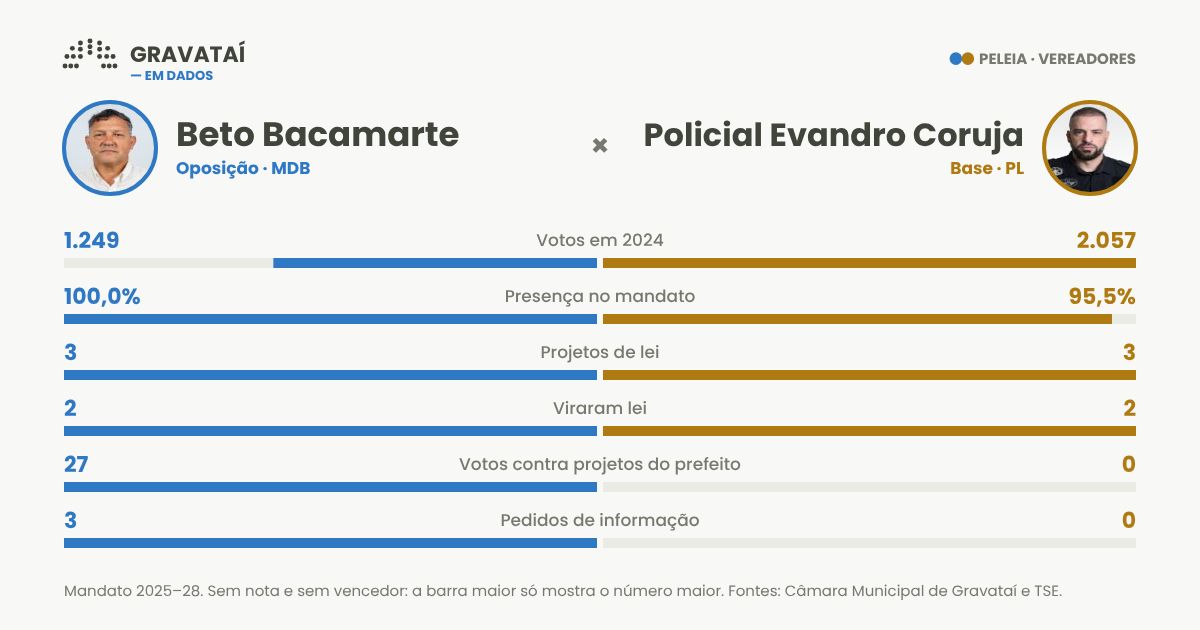 GRAVATAÍ
— EM DADOS
PELEIA · VEREADORES
Beto Bacamarte
Oposição · MDB
×
Policial Evandro Coruja
Base · PL
1.249 Votos em 2024 2.057
100,0% Presença no mandato 95,5%
3 Projetos de lei 3
2 Viraram lei 2
27 Votos contra projetos do prefeito 0
3 Pedidos de informação 0
Mandato 2025–28. Sem nota e sem vencedor: a barra maior só mostra o número maior. Fontes: Câmara Municipal de Gravataí e TSE.